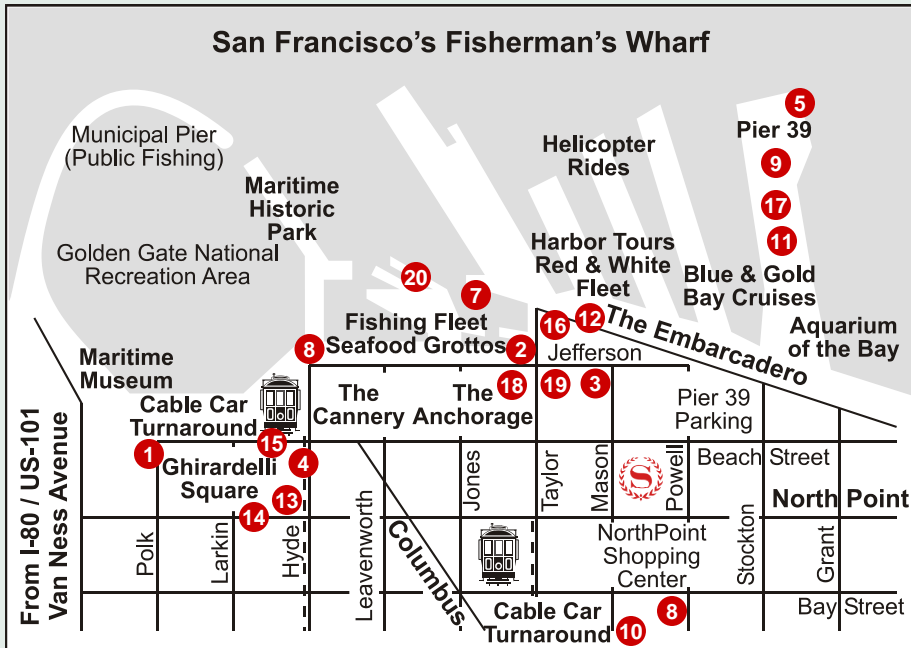 San Francisco’s Fisherman’s Wharf
5
Pier 39
Municipal Pier
(Public Fishing)
Helicopter
Rides
9
Maritime
Historic
Park
17
Golden Gate National
Recreation Area
Harbor Tours
Red & White
Fleet
11
20
7
Blue & Gold
Bay Cruises
12
16
The Embarcadero
Fishing Fleet
Seafood Grottos
8
2
Jefferson
Aquarium
of the Bay
Maritime
Museum
18
19
3
The
Cannery
The
Anchorage
Pier 39
Parking
Cable Car
Turnaround
15
1
4
Ghirardelli
Square
13
14
S
Beach Street
North Point
From I-80 / US-101
Van Ness Avenue
Polk
Larkin
Hyde
Leavenworth
Columbus
Jones
Taylor
Mason
Powell
Stockton
Grant
NorthPoint
Shopping
Center
Bay Street
Cable Car
Turnaround
10
8